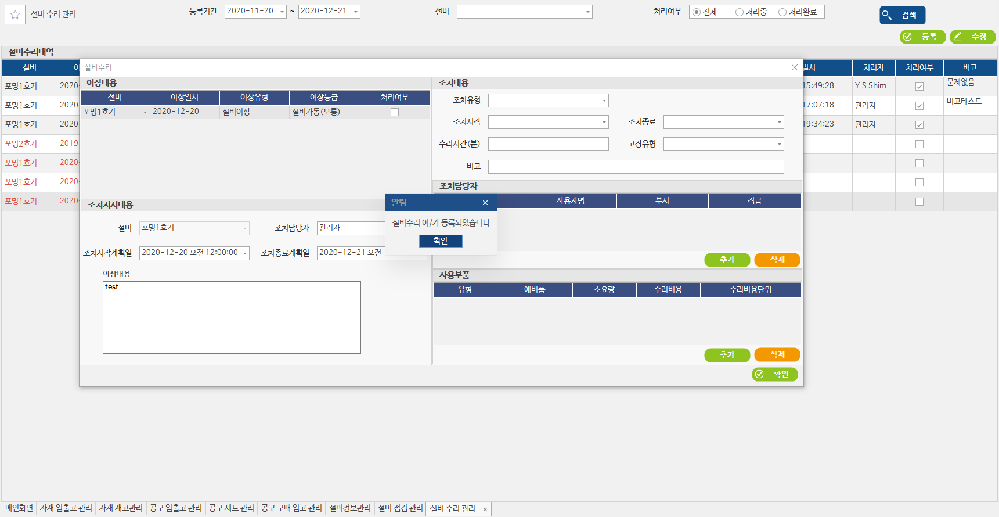 설비 수리 관리 등록기간 2020-11-20 ~ 2020-12-21 설비 처리여부 전체 처리중 처리완료 검색
등록 수정
설비수리내역
설비 이 일시 처리자 처리여부 비고
설비수리
이상내용
설비 이상일시 이상유형 이상등급 처리여부
포밍1호기 2020-12-20 설비이상 설비가동(보통)
조치내용
조치유형
조치시작 조치종료
수리시간(분) 고장유형
비고
조치담당자
사용자명 부서 직급
추가 삭제
사용부품
유형 예비품 소요량 수리비용 수리비용단위
추가 삭제
확인
조치지시내용
설비 포밍1호기 조치담당자 관리자
조치시작계획일 2020-12-20 오전 12:00:00 조치종료계획일 2020-12-21 오전 1
이상내용
test
알림
설비수리 이/가 등록되었습니다
확인
포밍1호기 2020- 15:49:28 Y.S Shim 문제없음
포밍1호기 2020- 17:07:18 관리자 비고테스트
포밍1호기 2020- 19:34:23 관리자
포밍2호기 2019-
포밍1호기 2020-
포밍1호기 2020-
포밍1호기 2020-
메인화면 자재 입출고 관리 자재 재고관리 공구 입출고 관리 공구 세트 관리 공구 구매 입고 관리 설비정보관리 설비 점검 관리 설비 수리 관리